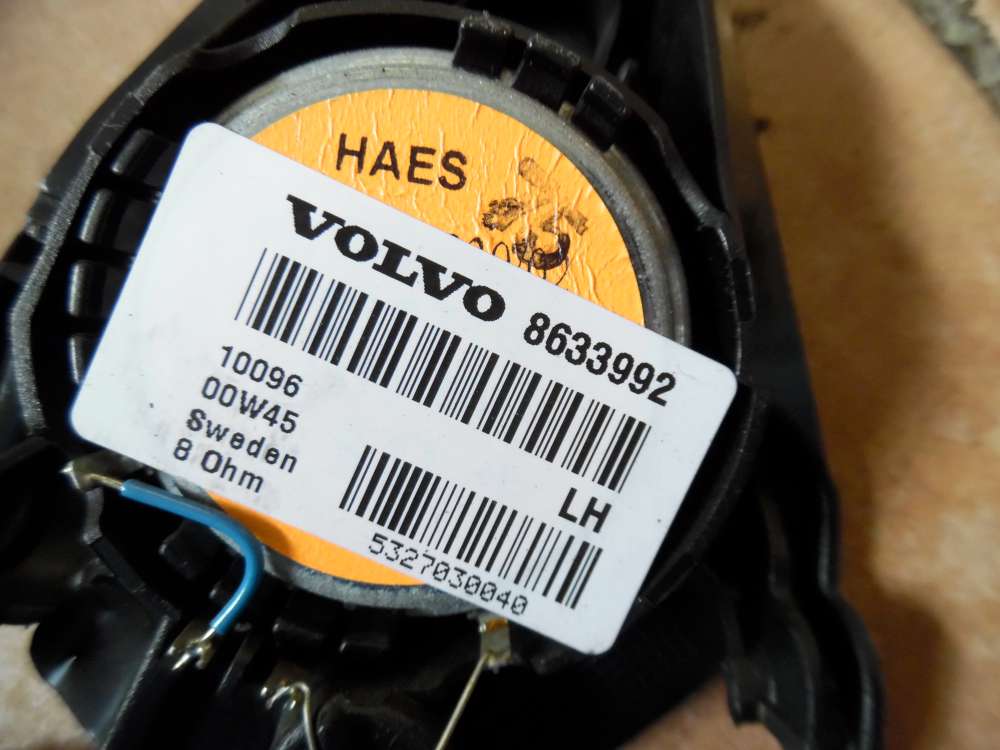 HAES
VOLVO 8633992
10096
00W45
Sweden
8 Ohm
LH
5327030040